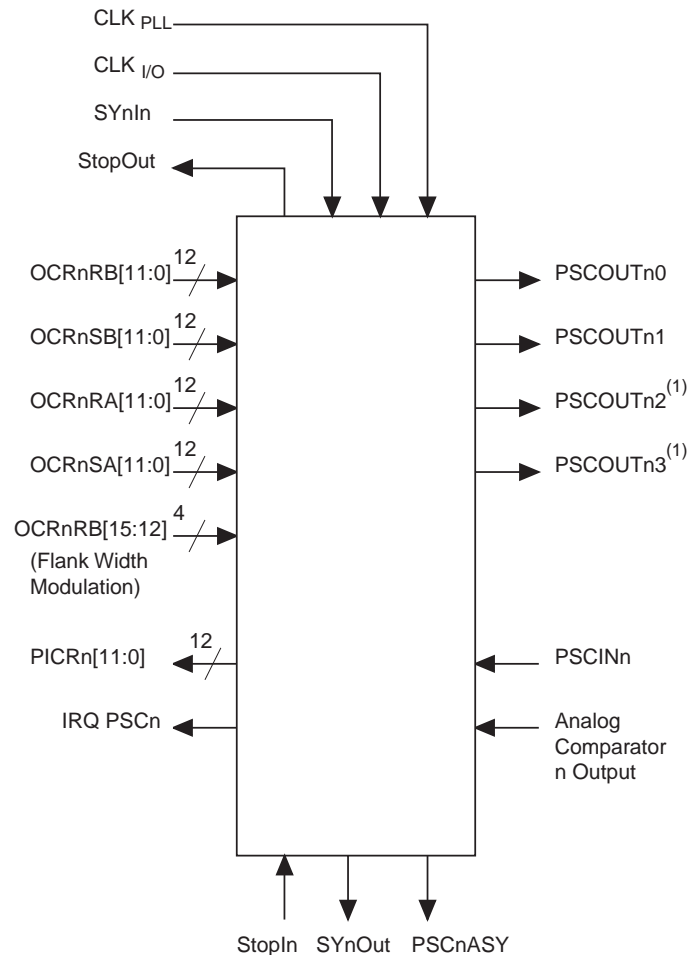 CLK PLL
CLK I/O
SYnIn
StopOut
OCRnRB[11:0] 12
PSCOUTn0
OCRnSB[11:0] 12
PSCOUTn1
OCRnRA[11:0] 12
PSCOUTn2(1)
OCRnSA[11:0] 12
PSCOUTn3(1)
OCRnRB[15:12] 4
(Flank Width
Modulation)
PICRn[11:0] 12
PSCINn
IRQ PSCn
Analog
Comparator
n Output
StopIn SYnOut PSCnASY